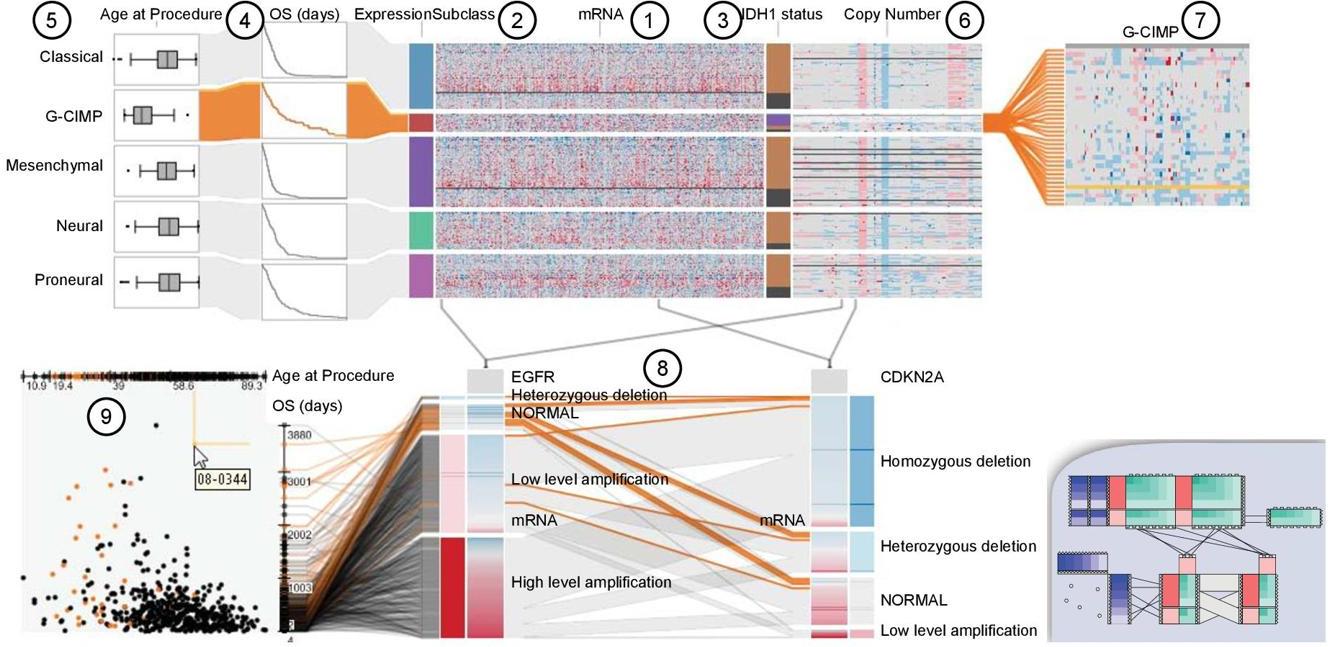 5 Age at Procedure 4 OS (days) ExpressionSubclass 2 mRNA 1 3 IDH1 status Copy Number 6 7
G-CIMP
Classical
G-CIMP
Mesenchymal
Neural
Proneural
8
10.9 19.4 39 58.6 89.3 Age at Procedure
OS (days)
9
3880
3001
2002
1003
08-0344
EGFR
Heterozygous deletion
NORMAL
Low level amplification
mRNA
High level amplification
CDKN2A
Homozygous deletion
mRNA
Heterozygous deletion
NORMAL
Low level amplification